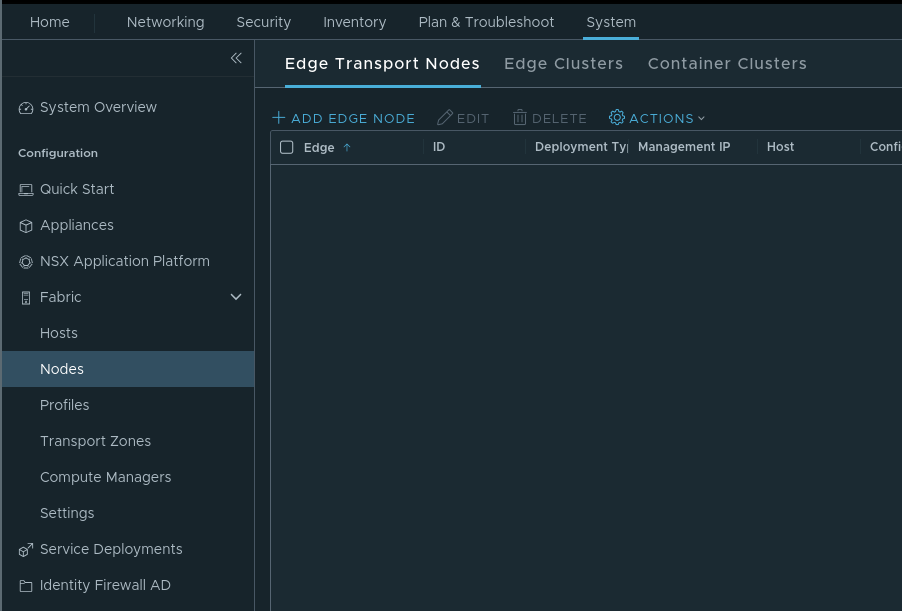 Home Networking Security Inventory Plan & Troubleshoot System
Edge Transport Nodes Edge Clusters Container Clusters
System Overview
Configuration
Quick Start
Appliances
NSX Application Platform
Fabric
Hosts
Nodes
Profiles
Transport Zones
Compute Managers
Settings
Service Deployments
Identity Firewall AD
ADD EDGE NODE EDIT DELETE ACTIONS
Edge ID Deployment Ty Management IP Host Confi